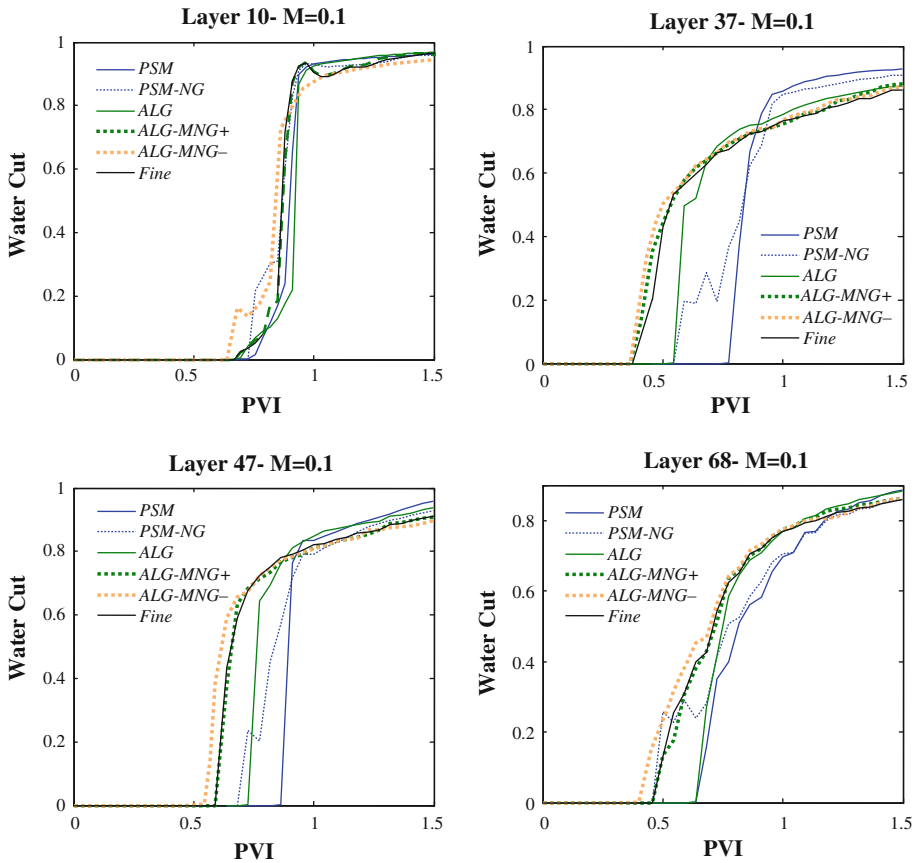 Layer 10- M=0.1
Water Cut
1
0.8
0.6
0.4
0.2
0
PSM
PSM-NG
ALG
ALG-MNG+
ALG-MNG–
Fine
0 0.5 1 1.5
PVI
Layer 37- M=0.1
Water Cut
1
0.8
0.6
0.4
0.2
0
PSM
PSM-NG
ALG
ALG-MNG+
ALG-MNG–
Fine
0 0.5 1 1.5
PVI
Layer 47- M=0.1
Water Cut
1
0.8
0.6
0.4
0.2
0
PSM
PSM-NG
ALG
ALG-MNG+
ALG-MNG–
Fine
0 0.5 1 1.5
PVI
Layer 68- M=0.1
Water Cut
0.8
0.6
0.4
0.2
0
PSM
PSM-NG
ALG
ALG-MNG+
ALG-MNG–
Fine
0 0.5 1 1.5
PVI